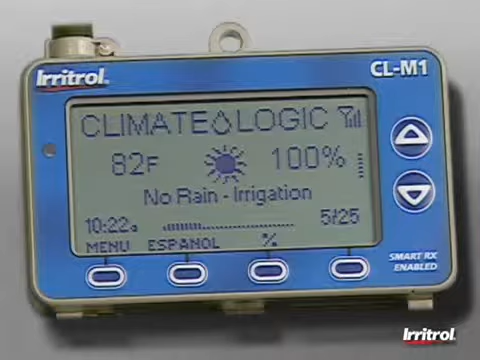 Irritrol
CL-M1
CLIMATE LOGIC
82F 100%
No Rain - Irrigation
10:22a 5/25
MENU ESPANOL %
SMART RX
ENABLED
Irritrol